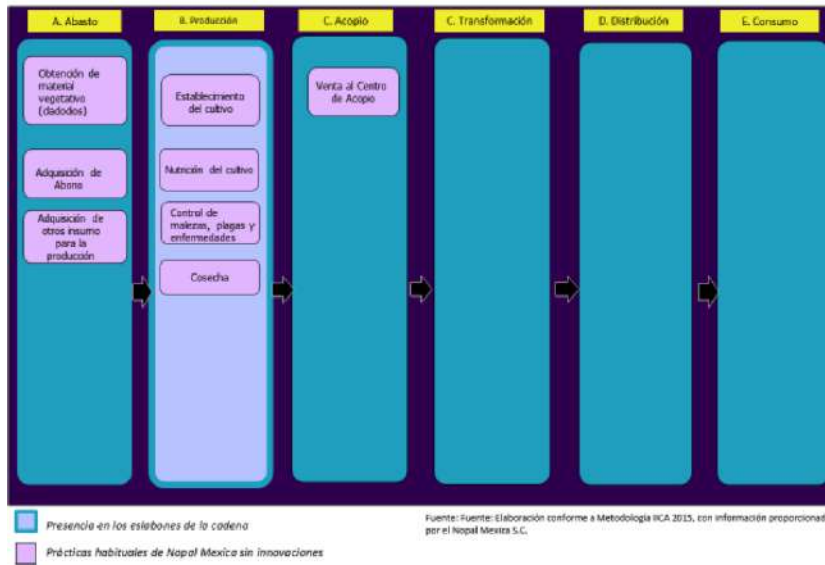 A. Abasto
B. Producción
C. Acopio
C. Transformación
D. Distribución
E. Consumo
Obtención de
material
vegetativo
(dadodos)
Adquisición de
Abono
Adquisición de
otros insumo
para la
producción
Establecimiento
del cultivo
Nutrición del cultivo
Control de
malezas, plagas y
enfermedades
Cosecha
Venta al Centro
de Acopio
Presencia en los eslabones de la cadena
Prácticas habituales de Nopal Mexica sin innovaciones
Fuente: Fuente: Elaboración conforme a Metodología IICA 2015, con información proporcionad
por el Nopal Mexica S.C.